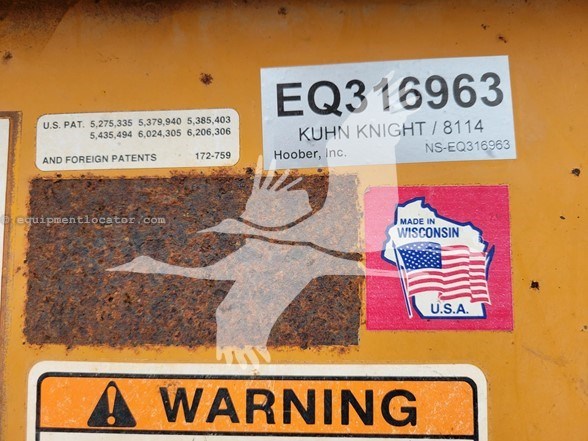 EQ316963
KUHN KNIGHT / 8114
Hoober, Inc. NS-EQ316963
U.S. PAT. 5,275,335 5,379,940 5,385,403
5,435,494 6,024,305 6,206,306
AND FOREIGN PATENTS 172-759
© equipmentlocator.com
MADE IN
WISCONSIN
U.S.A.
WARNING